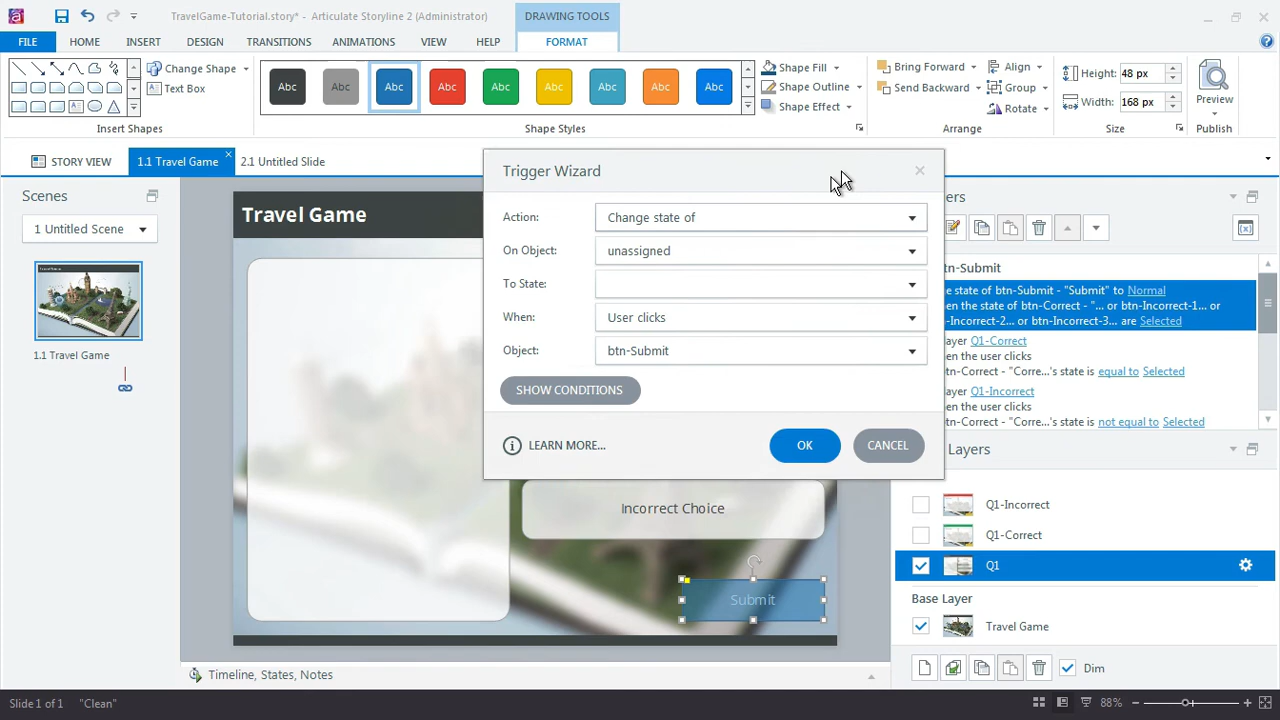 TravelGame-Tutorial.story* - Articulate Storyline 2 (Administrator)
DRAWING TOOLS
FILE
HOME
INSERT
DESIGN
TRANSITIONS
ANIMATIONS
VIEW
HELP
FORMAT
Change Shape
Text Box
Insert Shapes
Abc
Abc
Abc
Abc
Abc
Abc
Abc
Abc
Abc
Shape Styles
Shape Fill
Shape Outline
Shape Effect
Bring Forward
Send Backward
Align
Group
Rotate
Arrange
Height: 48 px
Width: 168 px
Size
Preview
Publish
STORY VIEW
1.1 Travel Game
2.1 Untitled Slide
Scenes
1 Untitled Scene
1.1 Travel Game
Travel Game
Incorrect Choice
Submit
Trigger Wizard
Action:
Change state of
On Object:
unassigned
To State:
When:
User clicks
Object:
btn-Submit
SHOW CONDITIONS
LEARN MORE...
OK
CANCEL
ers
tn-Submit
e state of btn-Submit - "Submit" to Normal
en the state of btn-Correct - "... or btn-Incorrect-1... or
-Incorrect-2... or btn-Incorrect-3... are Selected
ayer Q1-Correct
en the user clicks
tn-Correct - "Corre...'s state is equal to Selected
ayer Q1-Incorrect
en the user clicks
tn-Correct - "Corre...'s state is not equal to Selected
Layers
Q1-Incorrect
Q1-Correct
Q1
Base Layer
Travel Game
Dim
Timeline, States, Notes
Slide 1 of 1
"Clean"
88%